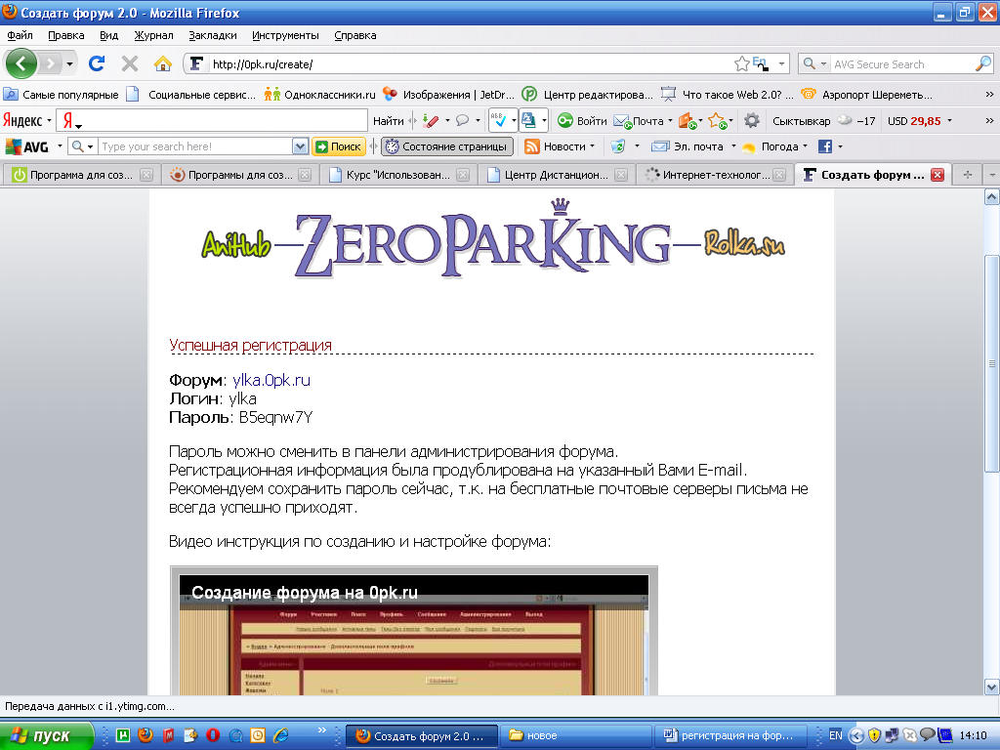 Создать форум 2.0 - Mozilla Firefox
Файл Правка Вид Журнал Закладки Инструменты Справка
http://0pk.ru/create/ AVG Secure Search
Самые популярные Социальные сервис... Одноклассники.ru Изображения | JetDr... Центр редактирова... Что такое Web 2.0? ... Аэропорт Шереметь... »
Яндекс Я Найти Войти Почта Сыктывкар −17 USD 29,85 »
AVG Type your search here! Поиск Состояние страницы Новости Эл. почта Погода
Программа для соз... Программы для соз... Курс "Использован... Центр Дистанцион... Интернет-технолог... Создать форум ...
AniHub ZEROPARKING Rolka.su
Успешная регистрация
Форум: ylka.0pk.ru
Логин: ylka
Пароль: B5eqnw7Y
Пароль можно сменить в панели администрирования форума.
Регистрационная информация была продублирована на указанный Вами E-mail.
Рекомендуем сохранить пароль сейчас, т.к. на бесплатные почтовые серверы письма не
всегда успешно приходят.
Видео инструкция по созданию и настройке форума:
Создание форума на 0pk.ru
Форум Участники Поиск Профиль Сообщения Администрирование Выход
Передача данных с i1.ytimg.com...
пуск » Создать форум 2.0 ... новое регистрация на фор... EN 14:10